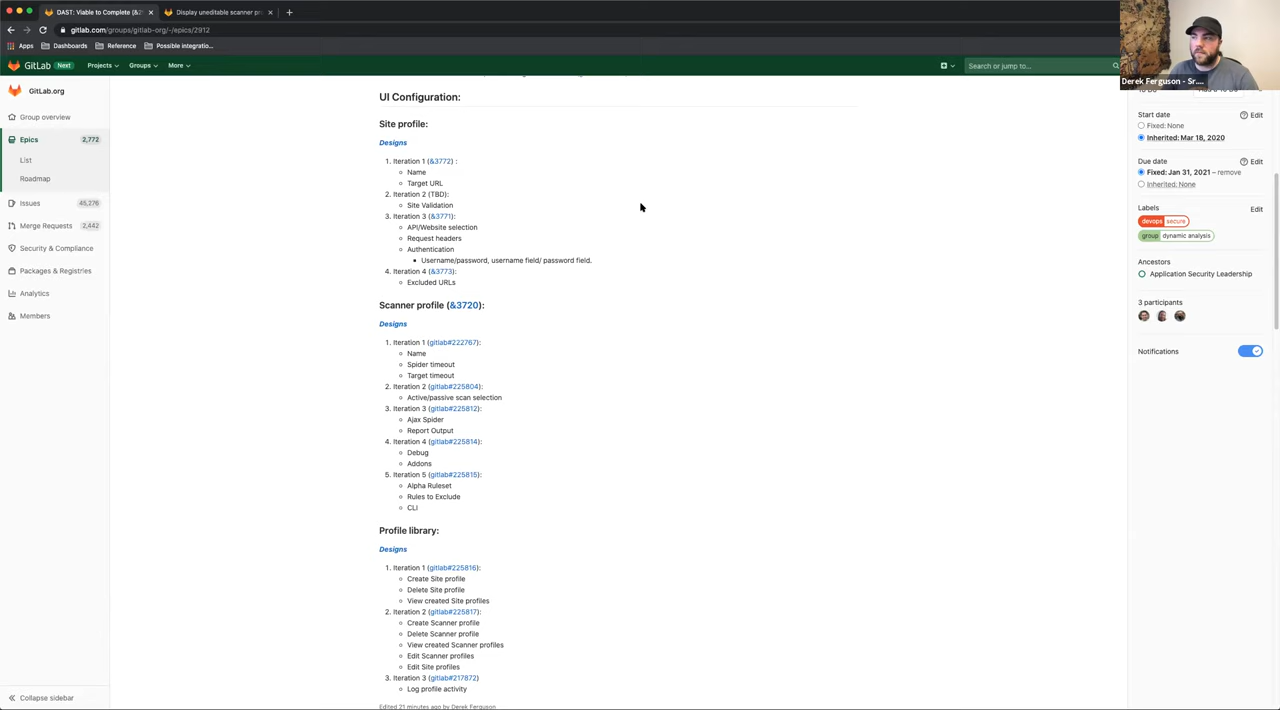 DAST: Viable to Complete (&2
Display uneditable scanner pr
gitlab.com/groups/gitlab-org/-/epics/2912
Apps
Dashboards
Reference
Possible integratio...
GitLab
Next
Projects
Groups
More
Search or jump to...
Derek Ferguson - Sr....
GitLab.org
Group overview
Epics
2,772
List
Roadmap
Issues
45,276
Merge Requests
2,442
Security & Compliance
Packages & Registries
Analytics
Members
Collapse sidebar
UI Configuration:
Site profile:
Designs
1. Iteration 1 (&3772) :
Name
Target URL
2. Iteration 2 (TBD):
Site Validation
3. Iteration 3 (&3771):
API/Website selection
Request headers
Authentication
Username/password, username field/ password field.
4. Iteration 4 (&3773):
Excluded URLs
Scanner profile (&3720):
Designs
1. Iteration 1 (gitlab#222767):
Name
Spider timeout
Target timeout
2. Iteration 2 (gitlab#225804):
Active/passive scan selection
3. Iteration 3 (gitlab#225812):
Ajax Spider
Report Output
4. Iteration 4 (gitlab#225814):
Debug
Addons
5. Iteration 5 (gitlab#225815):
Alpha Ruleset
Rules to Exclude
CLI
Profile library:
Designs
1. Iteration 1 (gitlab#225816):
Create Site profile
Delete Site profile
View created Site profiles
2. Iteration 2 (gitlab#225817):
Create Scanner profile
Delete Scanner profile
View created Scanner profiles
Edit Scanner profiles
Edit Site profiles
3. Iteration 3 (gitlab#217872)
Log profile activity
Edited 21 minutes ago by Derek Ferguson
Start date
Edit
Fixed: None
Inherited: Mar 18, 2020
Due date
Edit
Fixed: Jan 31, 2021 – remove
Inherited: None
Labels
Edit
devops secure
group dynamic analysis
Ancestors
Application Security Leadership
3 participants
Notifications